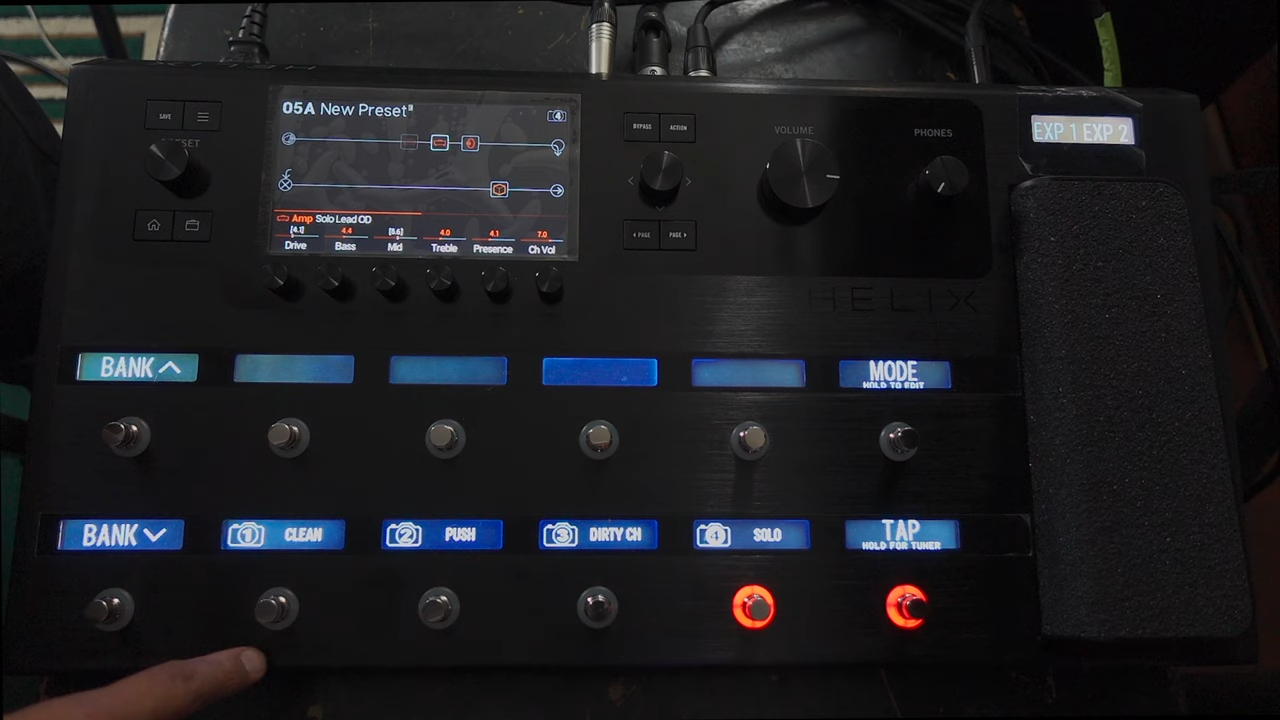 SAVE
PRESET
05A New Preset
4
Amp Solo Lead OD
[4.1] 4.4 [5.6] 4.0 4.1 7.0
Drive Bass Mid Treble Presence Ch Vol
BYPASS ACTION
PAGE PAGE
VOLUME
PHONES
EXP 1 EXP 2
HELIX
BANK
MODE
HOLD TO EDIT
BANK
1 CLEAN
2 PUSH
3 DIRTY CH
4 SOLO
TAP
HOLD FOR TUNER